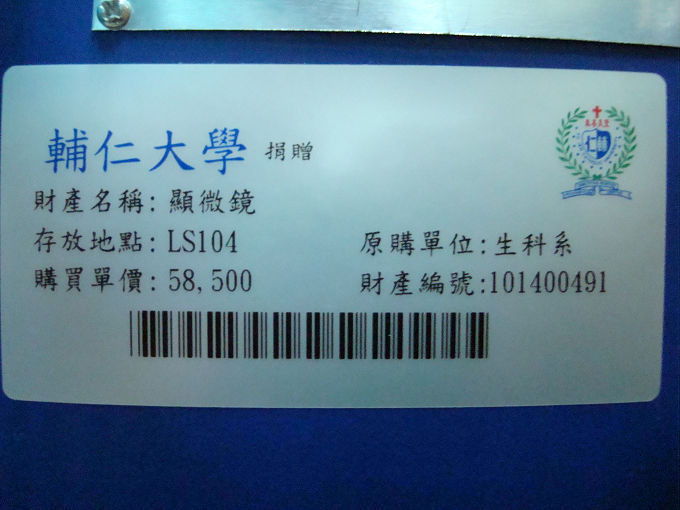 輔仁大學 捐贈
財產名稱: 顯微鏡
存放地點: LS104 原購單位: 生科系
購買單價: 58,500 財產編號:101400491